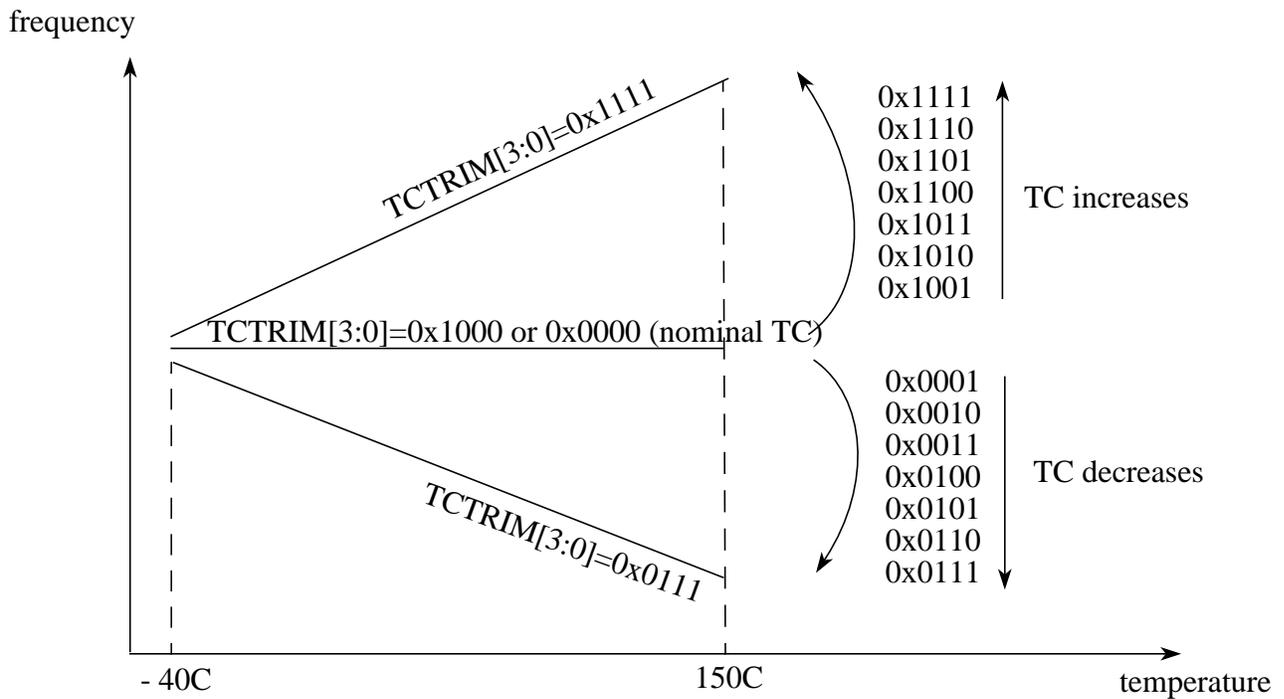 frequency
TCTRIM[3:0]=0x1111
0x1111
0x1110
0x1101
0x1100
0x1011
0x1010
0x1001
TC increases
TCTRIM[3:0]=0x1000 or 0x0000 (nominal TC)
0x0001
0x0010
0x0011
0x0100
0x0101
0x0110
0x0111
TC decreases
TCTRIM[3:0]=0x0111
- 40C
150C
temperature